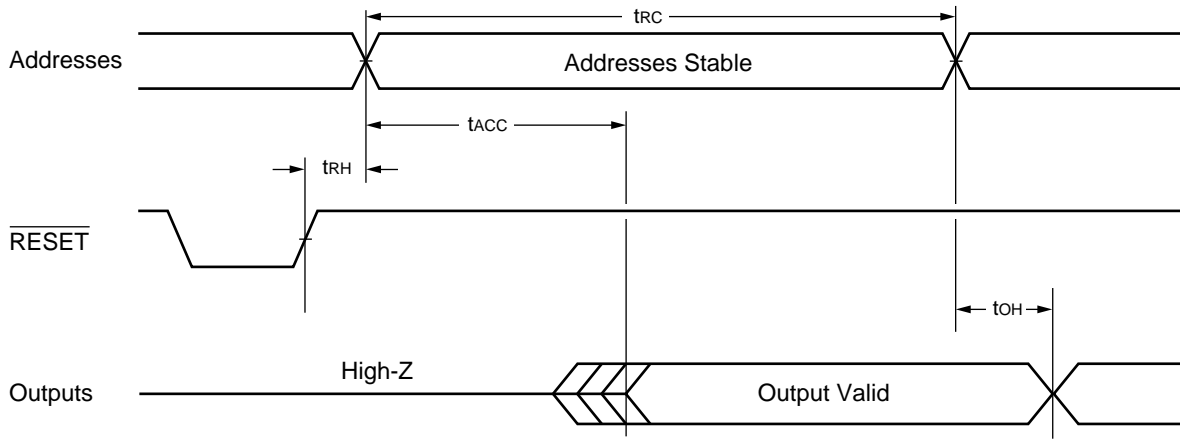 tRC
Addresses
Addresses Stable
tACC
tRH
RESET
tOH
High-Z
Outputs
Output Valid